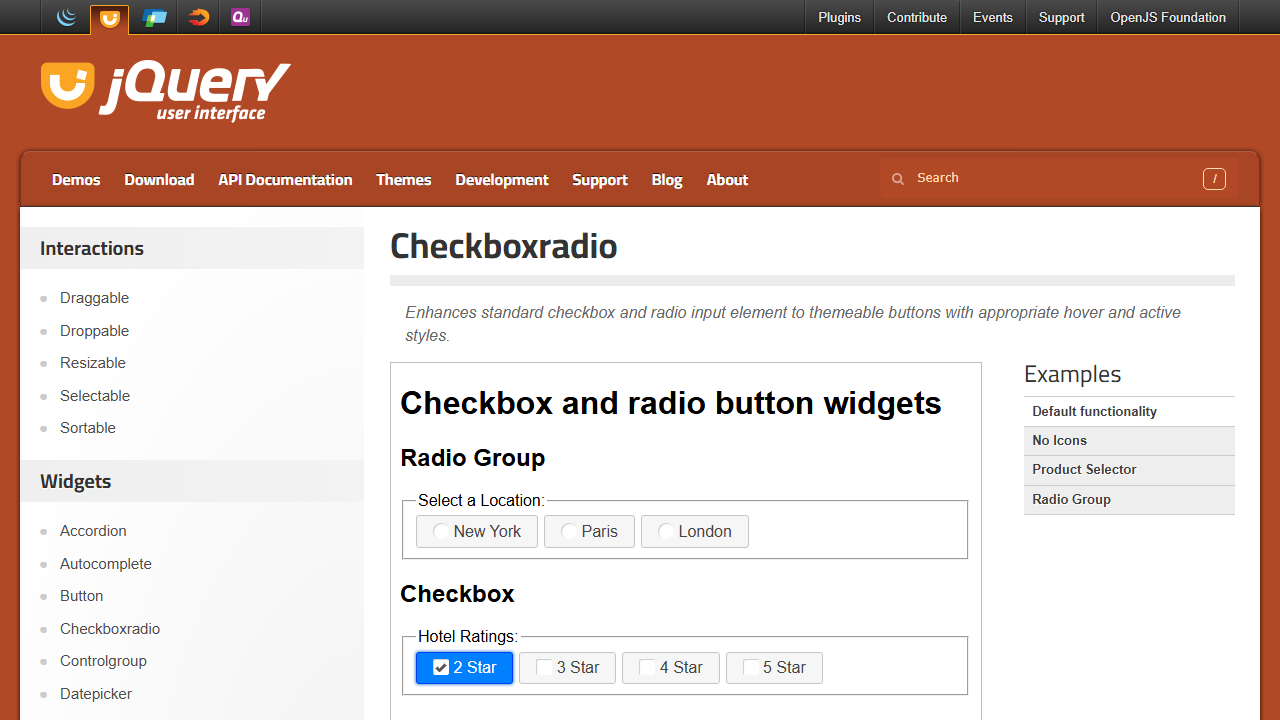 Plugins
Contribute
Events
Support
OpenJS Foundation
jQuery
user interface
Demos
Download
API Documentation
Themes
Development
Support
Blog
About
Search
/
Interactions
Draggable
Droppable
Resizable
Selectable
Sortable
Widgets
Accordion
Autocomplete
Button
Checkboxradio
Controlgroup
Datepicker
Checkboxradio
Enhances standard checkbox and radio input element to themeable buttons with appropriate hover and active
styles.
Checkbox and radio button widgets
Radio Group
Select a Location:
New York
Paris
London
Checkbox
Hotel Ratings:
2 Star
3 Star
4 Star
5 Star
Examples
Default functionality
No Icons
Product Selector
Radio Group